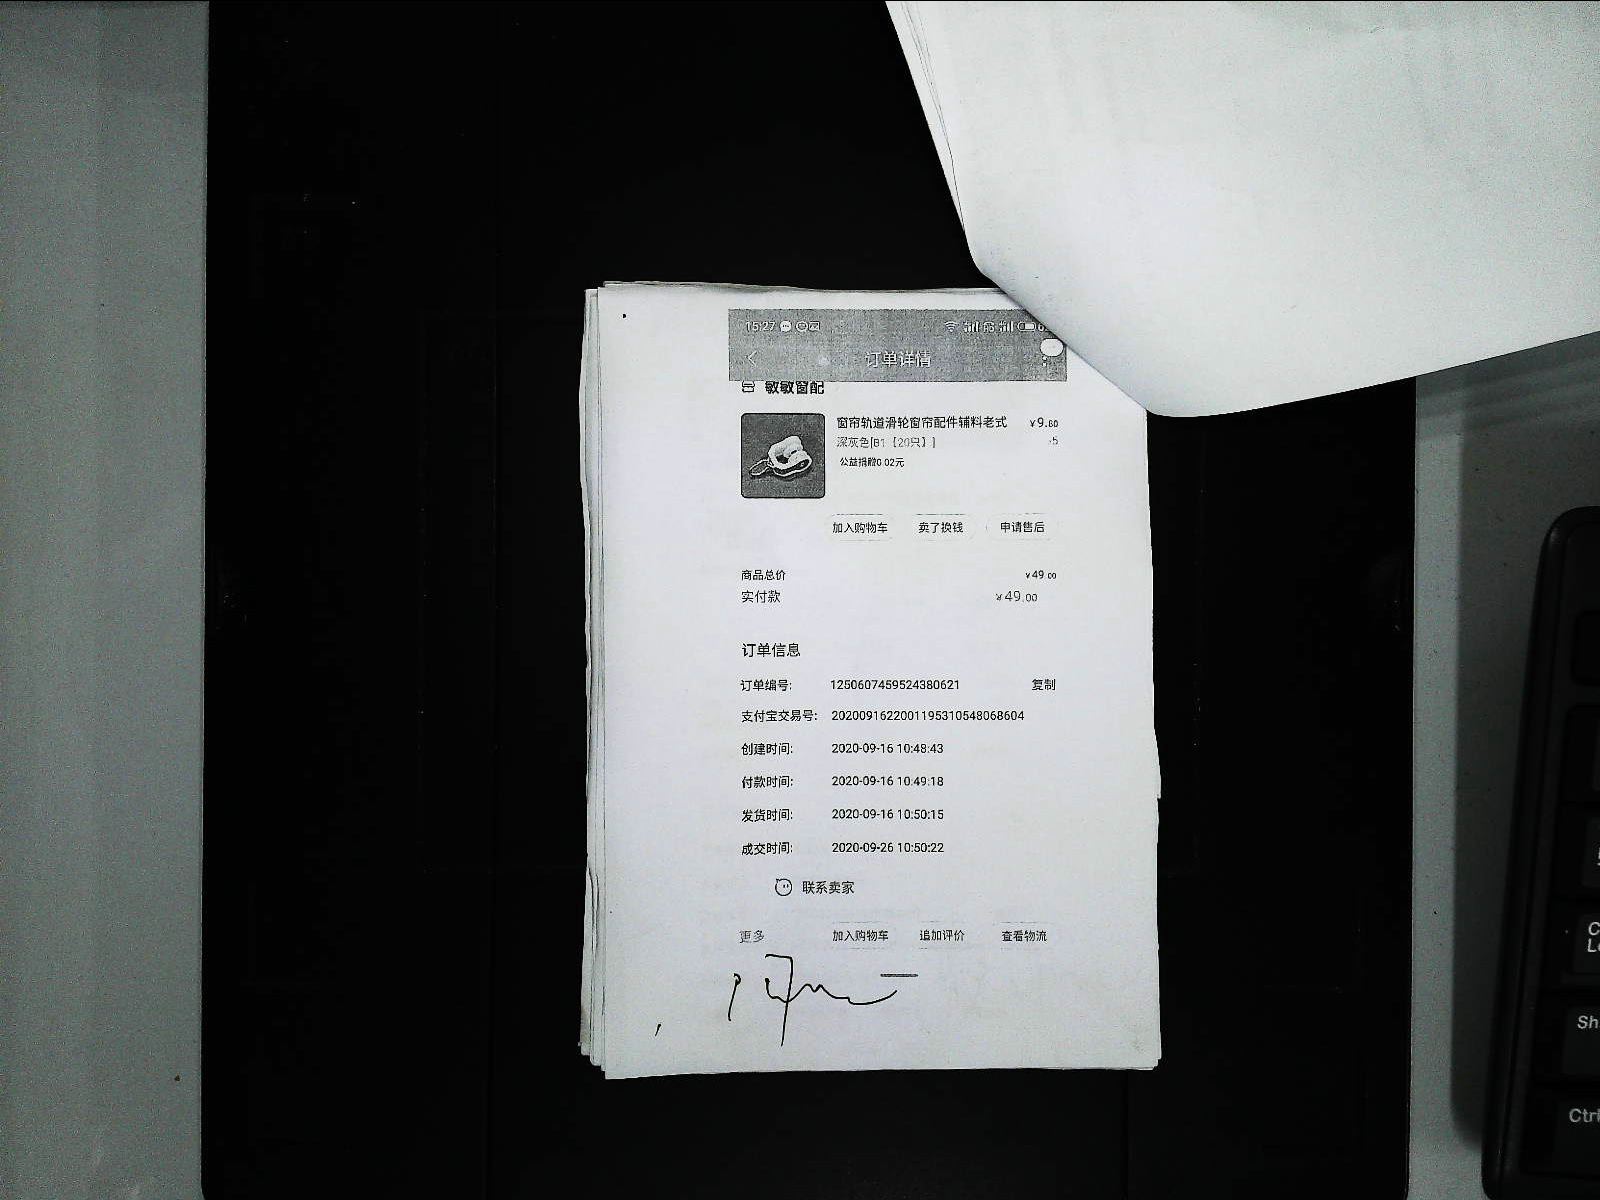 15:27
订单详情
敏敏窗配
窗帘轨道滑轮窗帘配件辅料老式 ¥9.80
深灰色[B1【20只】] x5
公益捐赠0.02元
加入购物车 卖了换钱 申请售后
商品总价 ¥49.00
实付款 ¥49.00
订单信息
订单编号: 1250607459524380621 复制
支付宝交易号: 2020091622001195310548068604
创建时间: 2020-09-16 10:48:43
付款时间: 2020-09-16 10:49:18
发货时间: 2020-09-16 10:50:15
成交时间: 2020-09-26 10:50:22
联系卖家
更多 加入购物车 追加评价 查看物流
Sh
Ctrl